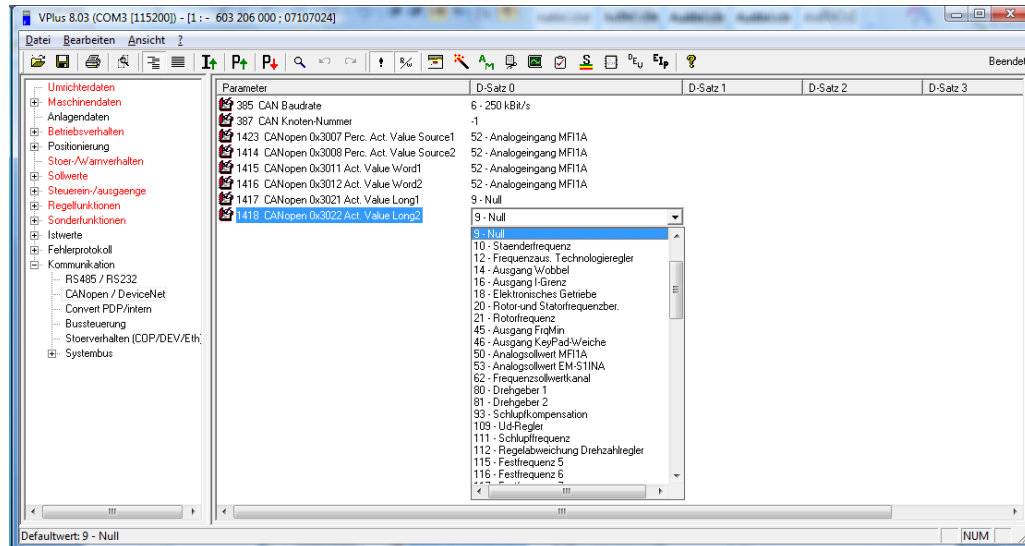 VPlus 8.03 (COM3 [115200]) - [1 : - 603 206 000 ; 07107024]
Datei Bearbeiten Ansicht ?
Beendet
Umrichterdaten
Maschinendaten
Anlagendaten
Betriebsverhalten
Positionierung
Stoer-/Warnverhalten
Sollwerte
Steuerein-/ausgaenge
Regelfunktionen
Sonderfunktionen
Istwerte
Fehlerprotokoll
Kommunikation
RS485 / RS232
CANopen / DeviceNet
Convert PDP/intern
Bussteuerung
Stoerverhalten (COP/DEV/Eth)
Systembus
Parameter D-Satz 0 D-Satz 1 D-Satz 2 D-Satz 3
385 CAN Baudrate 6 - 250 kBit/s
387 CAN Knoten-Nummer -1
1423 CANopen 0x3007 Perc. Act. Value Source1 52 - Analogeingang MFI1A
1414 CANopen 0x3008 Perc. Act. Value Source2 52 - Analogeingang MFI1A
1415 CANopen 0x3011 Act. Value Word1 52 - Analogeingang MFI1A
1416 CANopen 0x3012 Act. Value Word2 52 - Analogeingang MFI1A
1417 CANopen 0x3021 Act. Value Long1 9 - Null
1418 CANopen 0x3022 Act. Value Long2 9 - Null
9 - Null
10 - Staenderfrequenz
12 - Frequenzaus. Technologieregler
14 - Ausgang Wobbel
16 - Ausgang I-Grenz
18 - Elektronisches Getriebe
20 - Rotor-und Statorfrequenzber.
21 - Rotorfrequenz
45 - Ausgang FrqMin
46 - Ausgang KeyPad-Weiche
50 - Analogsollwert MFI1A
53 - Analogsollwert EM-S1INA
62 - Frequenzsollwertkanal
80 - Drehgeber 1
81 - Drehgeber 2
93 - Schlupfkompensation
109 - Ud-Regler
111 - Schlupffrequenz
112 - Regelabweichung Drehzahlregler
115 - Festfrequenz 5
116 - Festfrequenz 6
Defaultwert: 9 - Null NUM